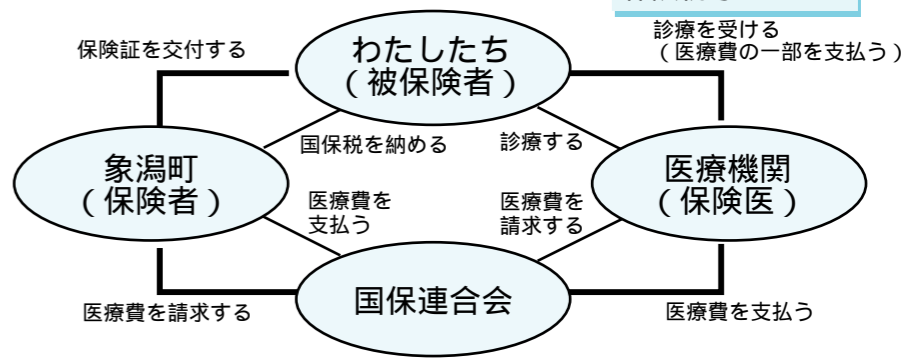 診療を受ける
（医療費の一部を支払う）
保険証を交付する
わたしたち
（被保険者）
国保税を納める
診療する
象潟町
（保険者）
医療機関
（保険医）
医療費を
支払う
医療費を
請求する
国保連合会
医療費を請求する
医療費を支払う